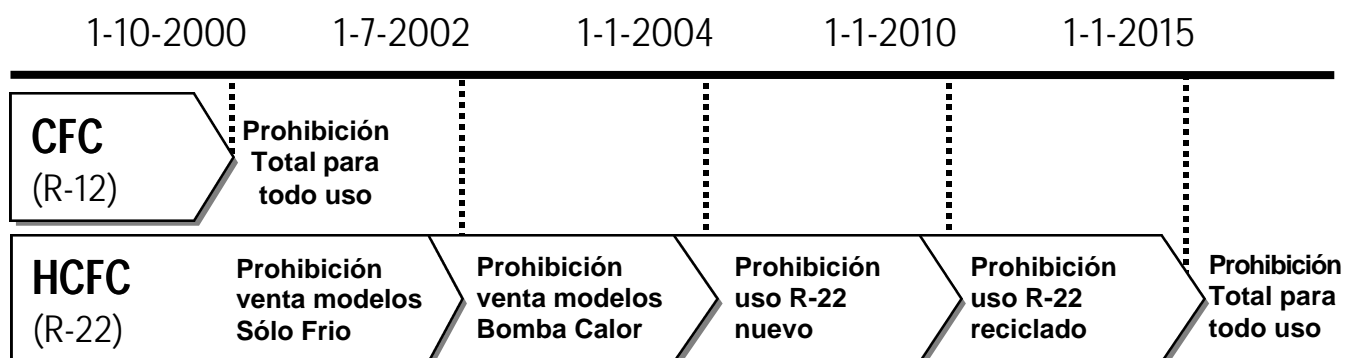 1-10-2000 1-7-2002 1-1-2004 1-1-2010 1-1-2015
CFC
(R-12)
Prohibición
Total para
todo uso
HCFC
(R-22)
Prohibición
venta modelos
Sólo Frio
Prohibición
venta modelos
Bomba Calor
Prohibición
uso R-22
nuevo
Prohibición
uso R-22
reciclado
Prohibición
Total para
todo uso